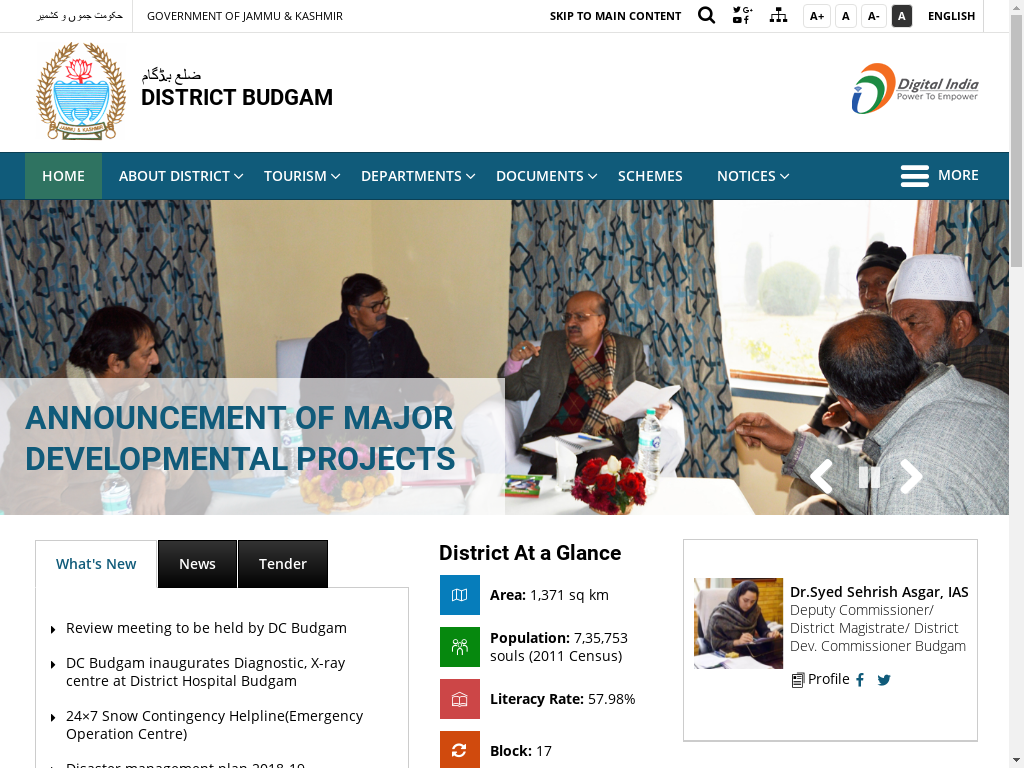 حکومت جموں و کشمیر
GOVERNMENT OF JAMMU & KASHMIR
SKIP TO MAIN CONTENT
A+
A
A-
A
ENGLISH
JAMMU & KASHMIR
ضلع بڈگام
DISTRICT BUDGAM
Digital India
Power To Empower
HOME
ABOUT DISTRICT
TOURISM
DEPARTMENTS
DOCUMENTS
SCHEMES
NOTICES
MORE
ANNOUNCEMENT OF MAJOR
DEVELOPMENTAL PROJECTS
What's New
News
Tender
Review meeting to be held by DC Budgam
DC Budgam inaugurates Diagnostic, X-ray
centre at District Hospital Budgam
24×7 Snow Contingency Helpline(Emergency
Operation Centre)
Disaster management plan 2018-19
District At a Glance
Area: 1,371 sq km
Population: 7,35,753
souls (2011 Census)
Literacy Rate: 57.98%
Block: 17
Dr.Syed Sehrish Asgar, IAS
Deputy Commissioner/
District Magistrate/ District
Dev. Commissioner Budgam
Profile